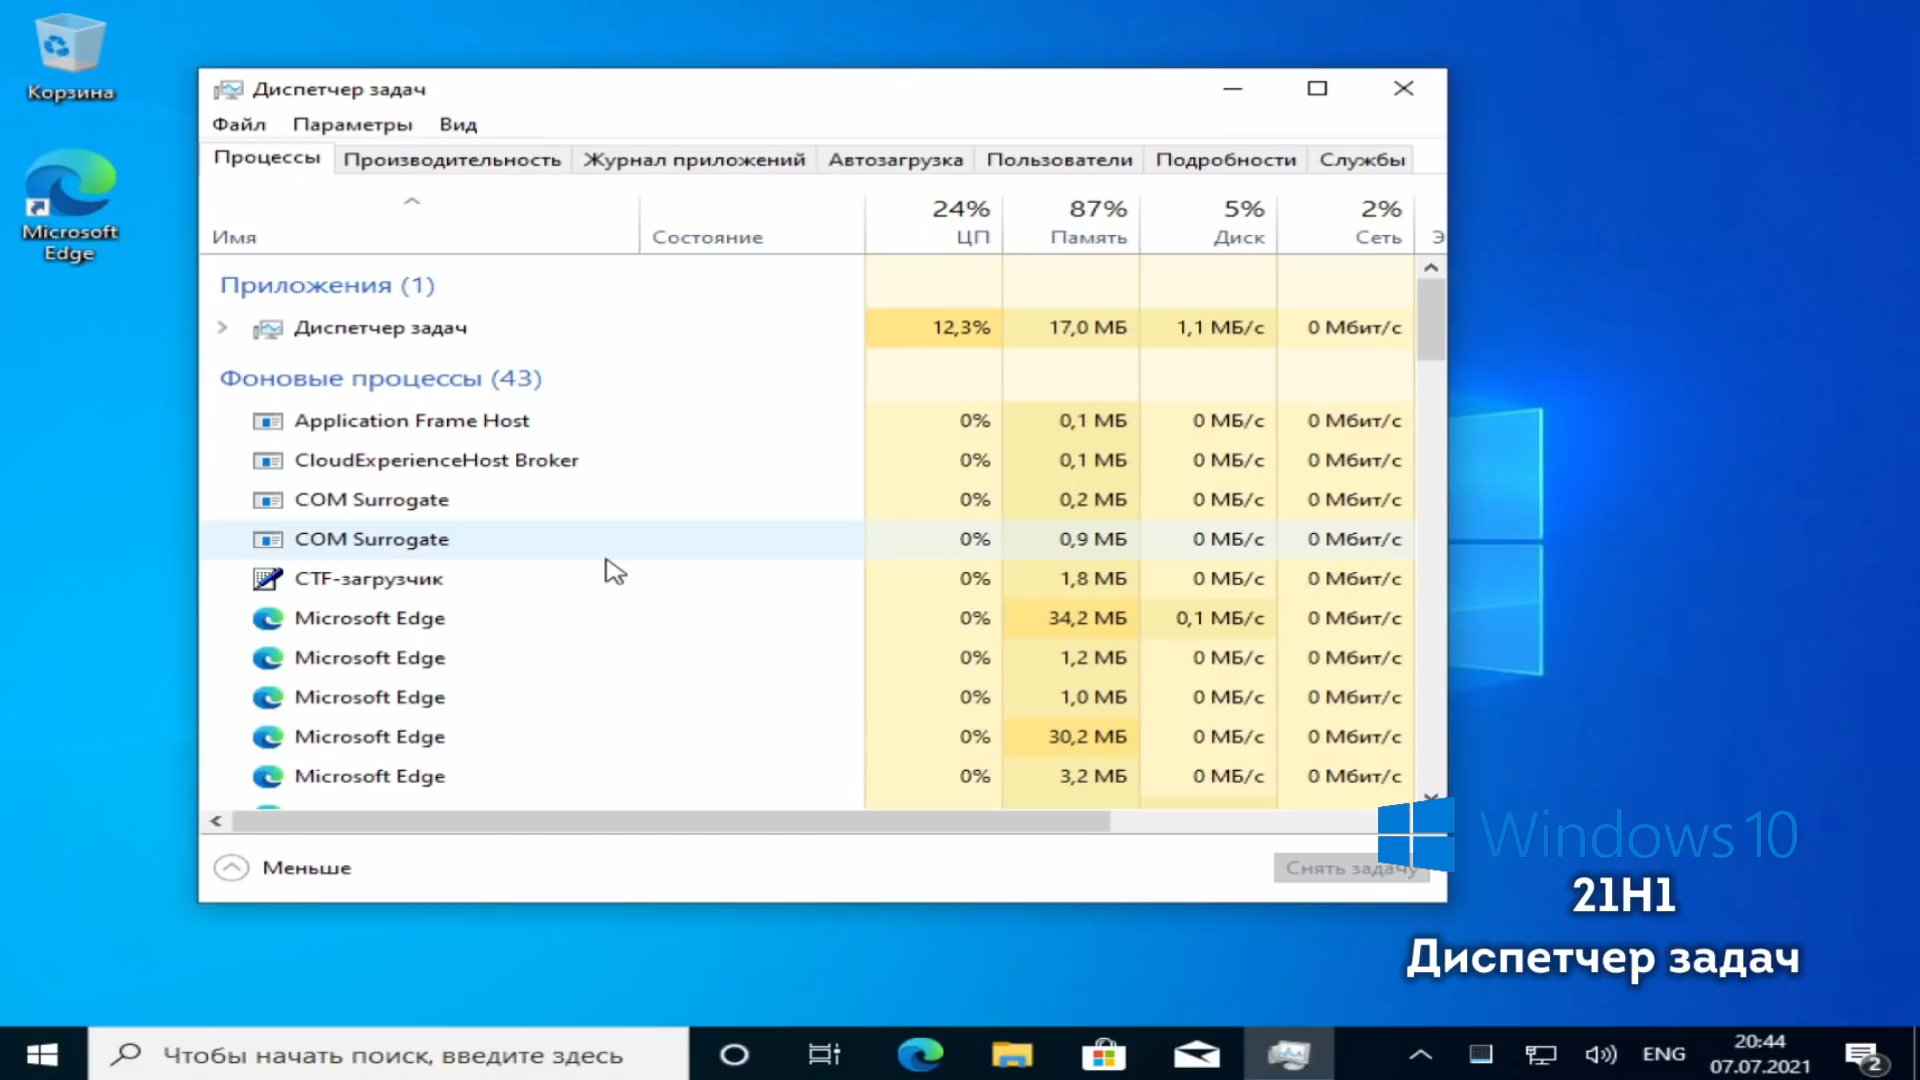 Корзина
Microsoft
Edge
Диспетчер задач
Файл Параметры Вид
Процессы Производительность Журнал приложений Автозагрузка Пользователи Подробности Службы
24% 87% 5% 2%
Имя Состояние ЦП Память Диск Сеть Э
Приложения (1)
Диспетчер задач 12,3% 17,0 МБ 1,1 МБ/с 0 Мбит/с
Фоновые процессы (43)
Application Frame Host 0% 0,1 МБ 0 МБ/с 0 Мбит/с
CloudExperienceHost Broker 0% 0,1 МБ 0 МБ/с 0 Мбит/с
COM Surrogate 0% 0,2 МБ 0 МБ/с 0 Мбит/с
COM Surrogate 0% 0,9 МБ 0 МБ/с 0 Мбит/с
CTF-загрузчик 0% 1,8 МБ 0 МБ/с 0 Мбит/с
Microsoft Edge 0% 34,2 МБ 0,1 МБ/с 0 Мбит/с
Microsoft Edge 0% 1,2 МБ 0 МБ/с 0 Мбит/с
Microsoft Edge 0% 1,0 МБ 0 МБ/с 0 Мбит/с
Microsoft Edge 0% 30,2 МБ 0 МБ/с 0 Мбит/с
Microsoft Edge 0% 3,2 МБ 0 МБ/с 0 Мбит/с
Меньше
Снять задачу
Windows 10
21H1
Диспетчер задач
Чтобы начать поиск, введите здесь
ENG
20:44
07.07.2021
2